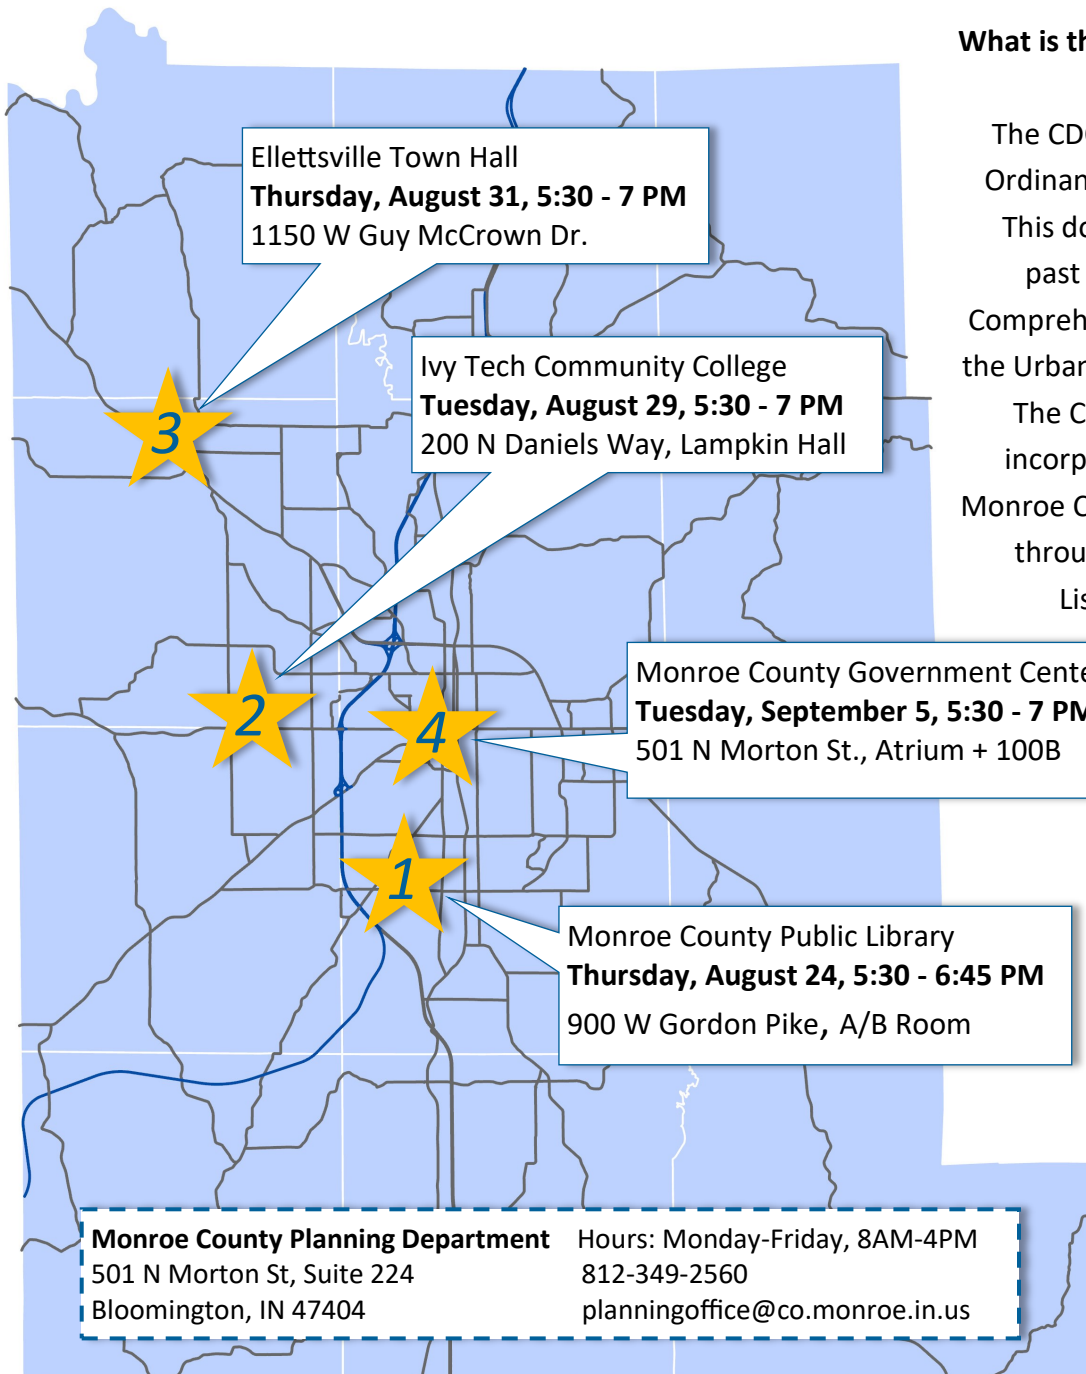 What is th
The CD
Ordinan
This do
past
Compreh
the Urban
The C
incorp
Monroe C
throu
Lis
Ellettsville Town Hall
Thursday, August 31, 5:30 - 7 PM
1150 W Guy McCrown Dr.
Ivy Tech Community College
Tuesday, August 29, 5:30 - 7 PM
200 N Daniels Way, Lampkin Hall
3
2
4
1
Monroe County Government Cente
Tuesday, September 5, 5:30 - 7 PM
501 N Morton St., Atrium + 100B
Monroe County Public Library
Thursday, August 24, 5:30 - 6:45 PM
900 W Gordon Pike, A/B Room
Monroe County Planning Department Hours: Monday-Friday, 8AM-4PM
501 N Morton St, Suite 224 812-349-2560
Bloomington, IN 47404 planningoffice@co.monroe.in.us